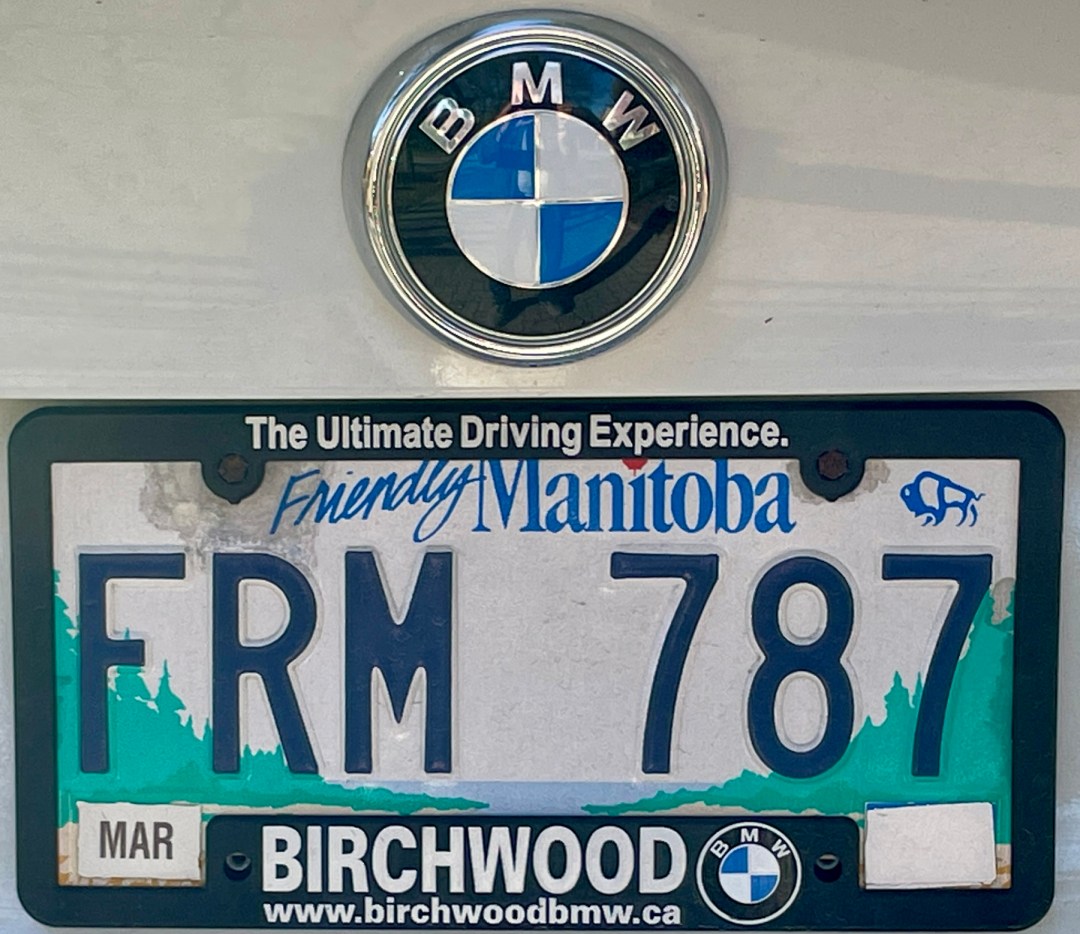 BMW
The Ultimate Driving Experience.
Friendly Manitoba
FRM 787
MAR
BIRCHWOOD
BMW
www.birchwoodbmw.ca